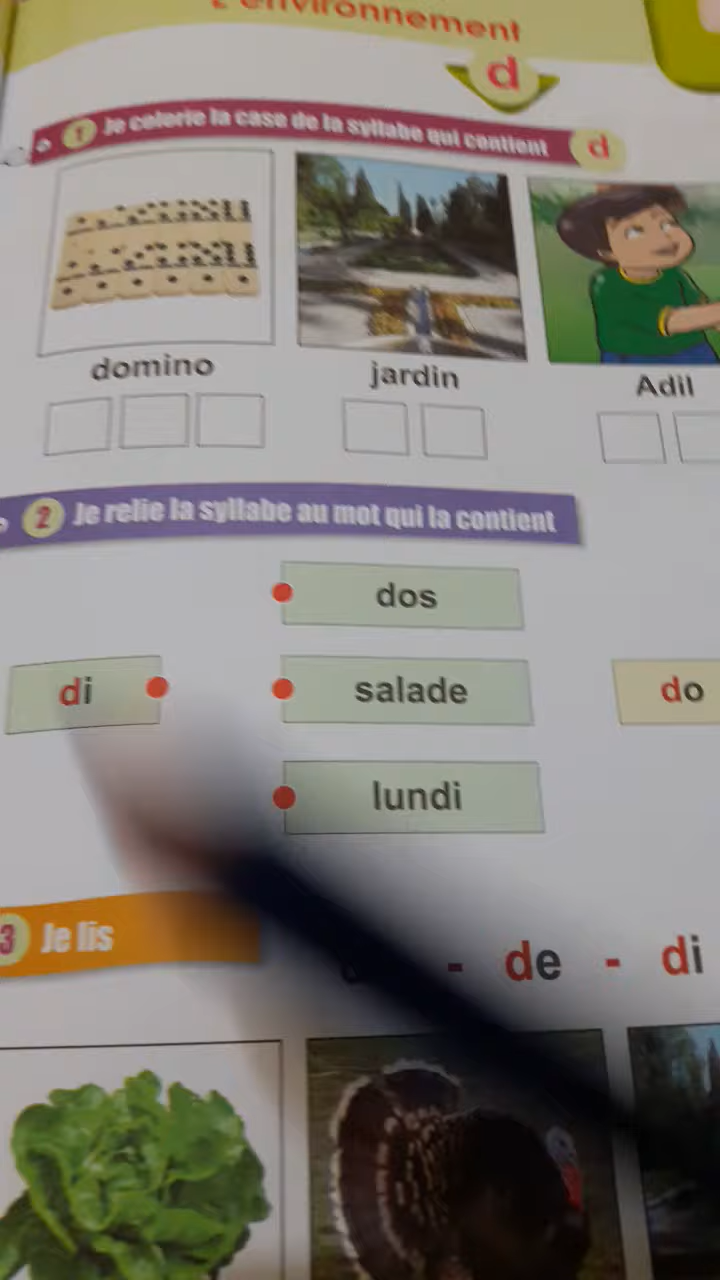 L'environnement
d
1 Je colorie la case de la syllabe qui contient d
domino jardin Adil
2 Je relie la syllabe au mot qui la contient
dos
di salade do
lundi
3 Je lis
- de - di